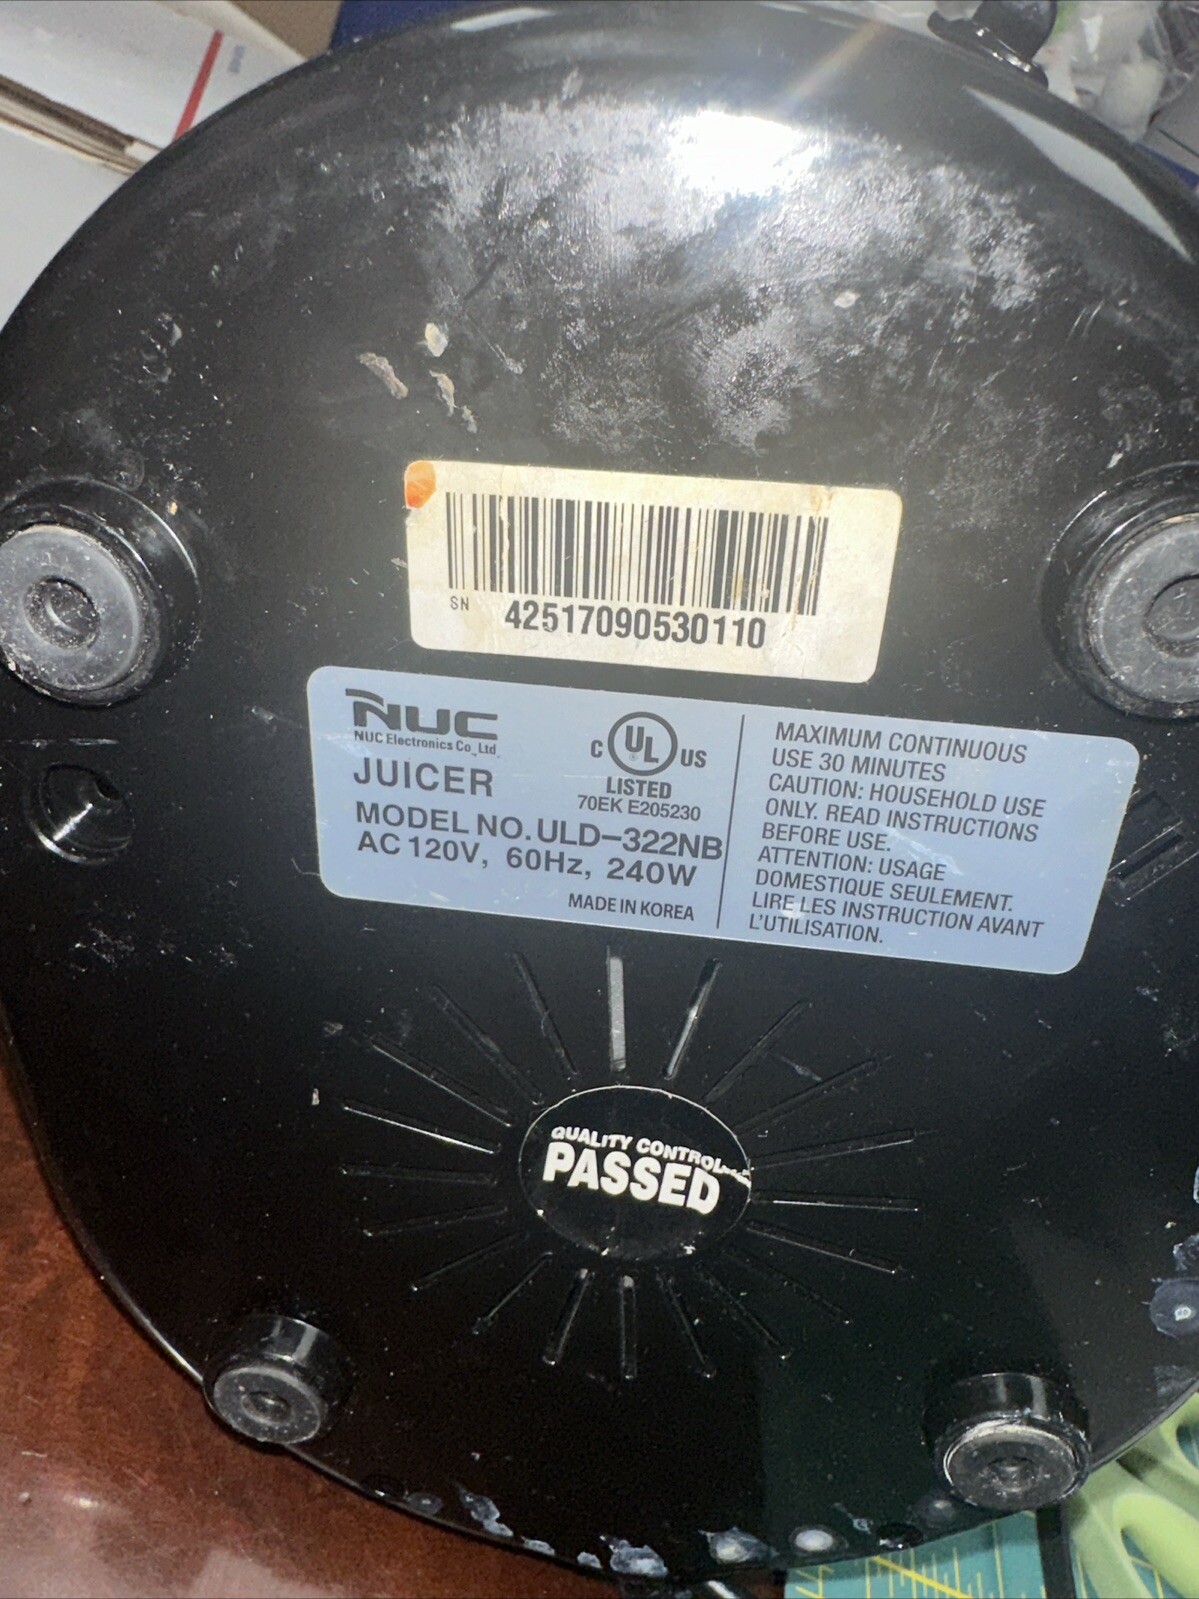 SN 42517090530110
NUC
NUC Electronics Co.,Ltd.
JUICER
C UL ® US
LISTED
70EK E205230
MODEL NO.ULD-322NB
AC 120V, 60Hz, 240W
MADE IN KOREA
MAXIMUM CONTINUOUS
USE 30 MINUTES
CAUTION: HOUSEHOLD USE
ONLY. READ INSTRUCTIONS
BEFORE USE.
ATTENTION: USAGE
DOMESTIQUE SEULEMENT.
LIRE LES INSTRUCTION AVANT
L'UTILISATION.
QUALITY CONTROL
PASSED